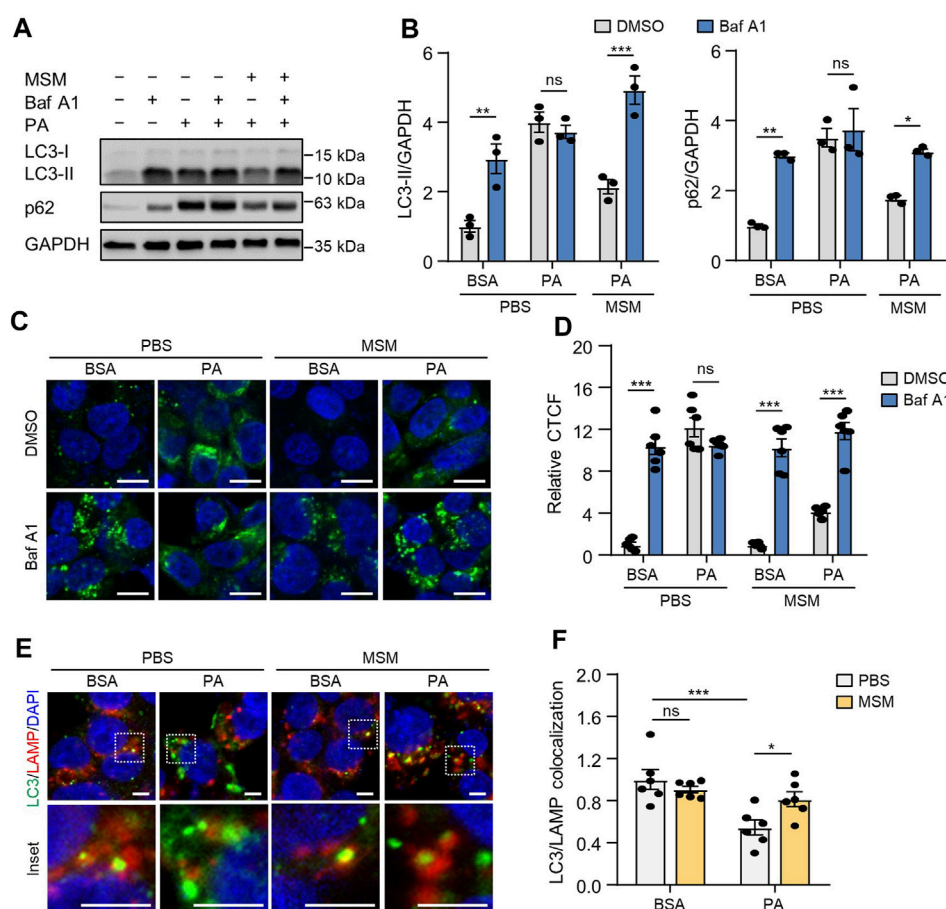 A
MSM – – – – + +
Baf A1 – + – + – +
PA – – + + + +
LC3-I
LC3-II
–15 kDa
–10 kDa
p62
–63 kDa
GAPDH
–35 kDa
B
DMSO Baf A1
LC3-II/GAPDH
6
4
2
0
** ns ***
BSA PA PA
PBS MSM
p62/GAPDH
6
4
2
0
** ns *
BSA PA PA
PBS MSM
C
PBS MSM
BSA PA BSA PA
DMSO
Baf A1
D
DMSO
Baf A1
Relative CTCF
20
16
12
8
4
0
*** ns *** ***
BSA PA BSA PA
PBS MSM
E
PBS MSM
BSA PA BSA PA
LC3/LAMP/DAPI
Inset
F
PBS
MSM
LC3/LAMP colocalization
2.0
1.6
1.2
0.8
0.4
0.0
***
ns
*
BSA PA